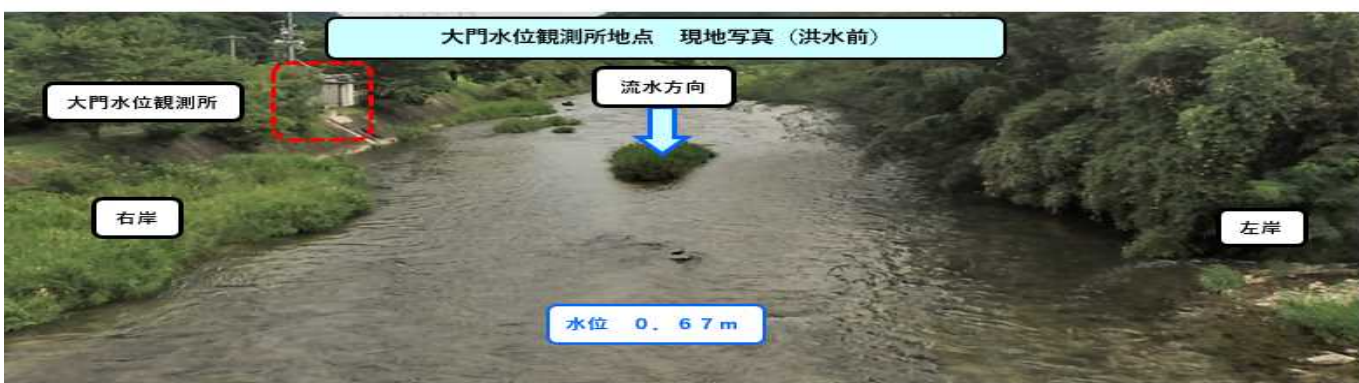 大門水位観測所地点　現地写真（洪水前）
流水方向
大門水位観測所
右岸
左岸
水位　０．６７ｍ